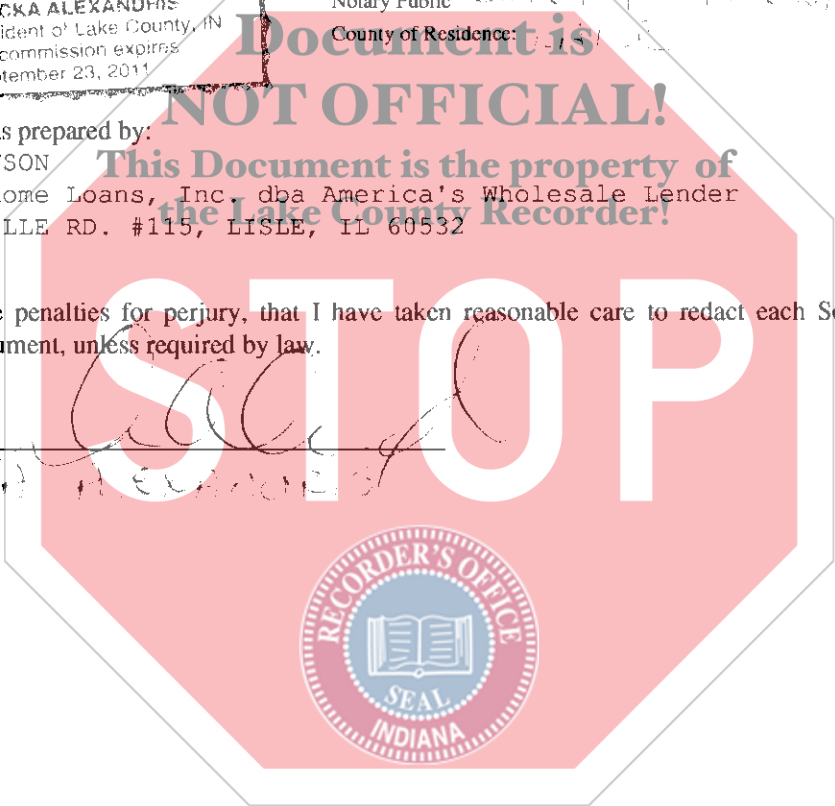 CKA ALEXANDRIS
ident of Lake County, IN
commission expires
tember 23, 2011
Notary Public
County of Residence:
Document is
NOT OFFICIAL!
This Document is the property of
the Lake County Recorder!
s prepared by:
SON
ome Loans, Inc. dba America's Wholesale Lender
LLE RD. #115, LISLE, IL 60532
e penalties for perjury, that I have taken reasonable care to redact each S
ument, unless required by law.
STOP
RECORDER'S OFFICE
SEAL
INDIANA